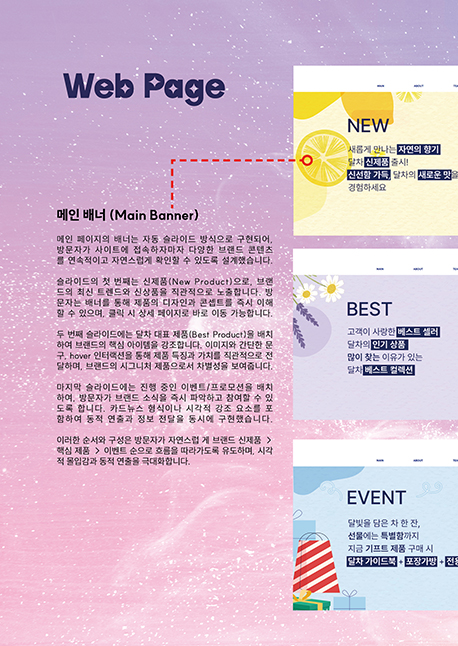 Web Page
메인 배너 (Main Banner)
메인 페이지의 배너는 자동 슬라이드 방식으로 구현되어,
방문자가 사이트에 접속하자마자 다양한 브랜드 콘텐츠
를 연속적이고 자연스럽게 확인할 수 있도록 설계했습니다.
슬라이드의 첫 번째는 신제품(New Product)으로, 브랜
드의 최신 트렌드와 신상품을 직관적으로 노출합니다. 방
문자는 배너를 통해 제품의 디자인과 콘셉트를 즉시 이해
할 수 있으며, 클릭 시 상세 페이지로 바로 이동 가능합니다.
두 번째 슬라이드에는 달차 대표 제품(Best Product)을 배치
하여 브랜드의 핵심 아이템을 강조합니다. 이미지와 간단한 문
구, hover 인터랙션을 통해 제품 특징과 가치를 직관적으로 전
달하며, 브랜드의 시그니처 제품으로서 차별성을 보여줍니다.
마지막 슬라이드에는 진행 중인 이벤트/프로모션을 배치
하여, 방문자가 브랜드 소식을 즉시 파악하고 참여할 수 있
도록 합니다. 카드뉴스 형식이나 시각적 강조 요소를 포
함하여 동적 연출과 정보 전달을 동시에 구현했습니다.
이러한 순서와 구성은 방문자가 자연스럽 게 브랜드 신제품 >
핵심 제품 > 이벤트 순으로 흐름을 따라가도록 유도하며, 시각
적 몰입감과 동적 연출을 극대화합니다.
MAIN ABOUT
NEW
새롭게 만나는 자연의 향기
달차 신제품 출시!
신선함 가득, 달차의 새로운 맛을
경험하세요
MAIN ABOUT
BEST
고객이 사랑한 베스트 셀러
달차의 인기 상품
많이 찾는 이유가 있는
달차 베스트 컬렉션
MAIN ABOUT
EVENT
달빛을 담은 차 한 잔,
선물에는 특별함까지
지금 기프트 제품 구매 시
달차 가이드북 + 포장가방 + 전용